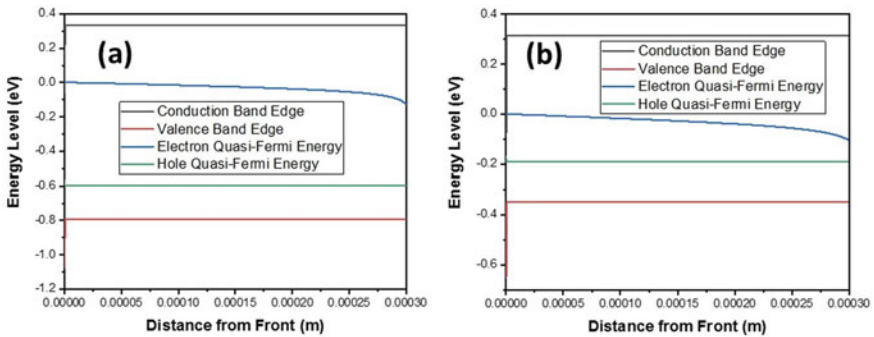 (a)
0.4
0.2
0.0
-0.2
-0.4
-0.6
-0.8
-1.0
-1.2
Energy Level (eV)
Conduction Band Edge
Valence Band Edge
Electron Quasi-Fermi Energy
Hole Quasi-Fermi Energy
0.00000 0.00005 0.00010 0.00015 0.00020 0.00025 0.00030
Distance from Front (m)
(b)
0.4
0.2
0.0
-0.2
-0.4
-0.6
Energy Level (eV)
Conduction Band Edge
Valence Band Edge
Electron Quasi-Fermi Energy
Hole Quasi-Fermi Energy
0.00000 0.00005 0.00010 0.00015 0.00020 0.00025 0.00030
Distance from Front (m)